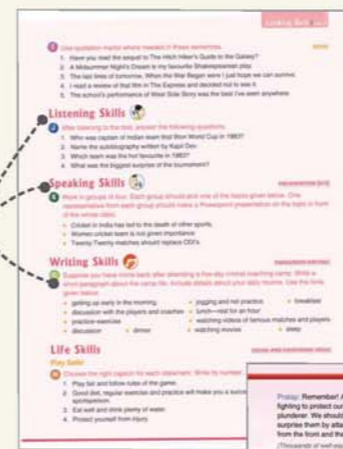 Use quotation marks where needed in these sentences.
1. Have you read the sequel to The Hitch Hiker's Guide to the Galaxy?
2. A Midsummer Night's Dream is my favourite Shakespearean play.
3. The last lines of tomorrow, When the War Began were I just hope we can survive.
4. I read a review of that film in The Express and decided not to see it.
5. The school's performance of West Side Story was the best I've seen anywhere
Listening Skills
After listening to the text, answer the following questions.
1. Who was captain of Indian team that Won World Cup in 1983?
2. Name the autobiography written by Kapil Dev.
3. Which team was the hot favourite in 1983?
4. What was the biggest surprise of the tournament?
Speaking Skills
Work in groups of four. Each group should pick one of the topics given below. One
representative from each group should make a Powerpoint presentation on the topic in front
of the whole class.
Cricket in India has led to the death of other sports.
Women cricket team is not given importance
Twenty-Twenty matches should replace ODI's.
Writing Skills
Suppose you have come back after attending a five-day cricket coaching camp. Write a
short paragraph about the camp life. Include details about your daily routine. Use the hints
given below:
getting up early in the morning jogging and net practice breakfast
discussion with the players and coaches lunch—rest for an hour
practice-exercise watching videos of famous matches and players
discussion dinner watching movies sleep
Life Skills
Play Safe!
Choose the right caption for each statement. Write its number.
1. Play fair and follow rules of the game.
2. Good diet, regular exercise and practice will make you a
sportsperson.
3. Eat well and drink plenty of water.
4. Protect yourself from injury.
Pratap: Remember!
fighting to protect our
plunderer. We should
surprise them by
from the front and the